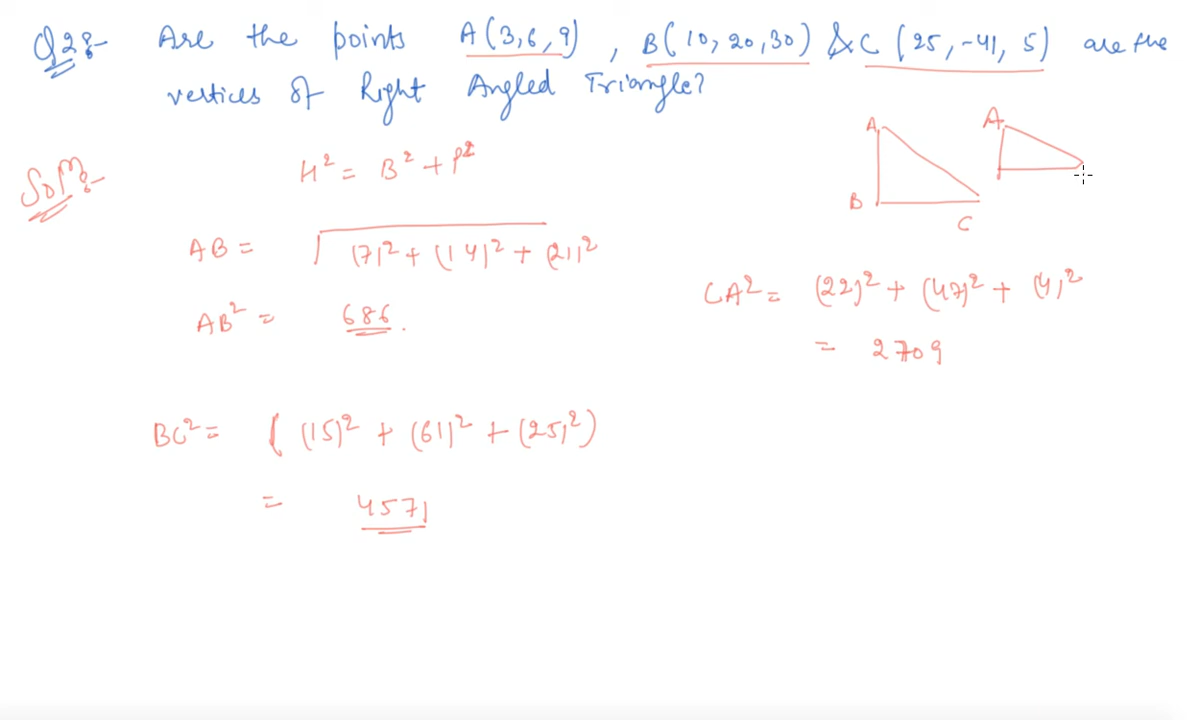 Q28- Are the points A(3,6,9), B(10,20,30) & C (25,-41,5) are the
vertices of Right Angled Triangle?
Solⁿ:-
H² = B² + P²
A
B
C
A
AB = √(7)² + (14)² + (21)²
AB² = 686.
CA² = (22)² + (47)² + (4)²
= 2709
BC² = ( (15)² + (61)² + (25)²)
= 4571